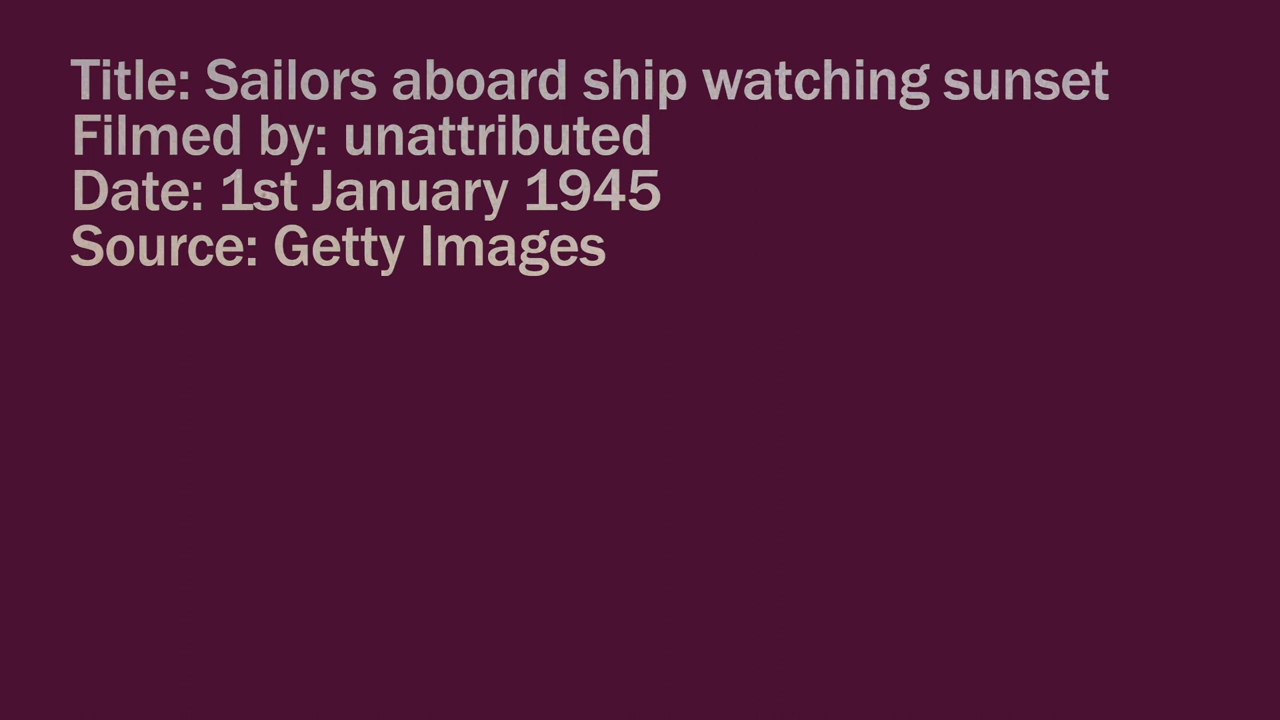 Title: Sailors aboard ship watching sunset
Filmed by: unattributed
Date: 1st January 1945
Source: Getty Images